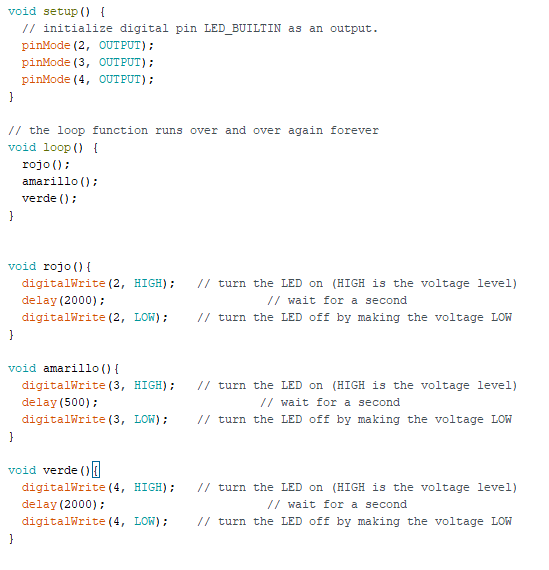 void setup() {
  // initialize digital pin LED_BUILTIN as an output.
  pinMode(2, OUTPUT);
  pinMode(3, OUTPUT);
  pinMode(4, OUTPUT);
}

// the loop function runs over and over again forever
void loop() {
  rojo();
  amarillo();
  verde();
}


void rojo(){
  digitalWrite(2, HIGH);   // turn the LED on (HIGH is the voltage level)
  delay(2000);                       // wait for a second
  digitalWrite(2, LOW);    // turn the LED off by making the voltage LOW
}

void amarillo(){
  digitalWrite(3, HIGH);   // turn the LED on (HIGH is the voltage level)
  delay(500);                       // wait for a second
  digitalWrite(3, LOW);    // turn the LED off by making the voltage LOW
}

void verde(){
  digitalWrite(4, HIGH);   // turn the LED on (HIGH is the voltage level)
  delay(2000);                       // wait for a second
  digitalWrite(4, LOW);    // turn the LED off by making the voltage LOW
}